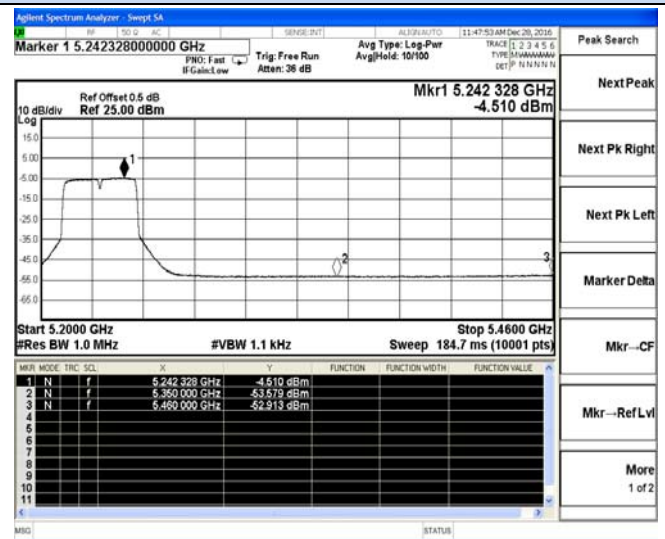 Agilent Spectrum Analyzer - Swept SA
RF 50 Ω AC SENSE:INT ALIGN AUTO 11:47:53 AM Dec 28, 2016
Marker 1 5.242328000000 GHz
PNO: Fast
IFGain:Low
Trig: Free Run
Atten: 36 dB
Avg Type: Log-Pwr
Avg|Hold: 10/100
TRACE 1 2 3 4 5 6
TYPE MWWWWW
DET P N N N N N
Peak Search
Ref Offset 0.5 dB
10 dB/div Ref 25.00 dBm
Log
Mkr1 5.242 328 GHz
-4.510 dBm
15.0
5.00
-5.00
-15.0
-25.0
-35.0
-45.0
-55.0
-65.0
1
2
3
Start 5.2000 GHz Stop 5.4600 GHz
#Res BW 1.0 MHz #VBW 1.1 kHz Sweep 184.7 ms (10001 pts)
MKR MODE TRC SCL X Y FUNCTION FUNCTION WIDTH FUNCTION VALUE
1 N f 5.242 328 GHz -4.510 dBm
2 N f 5.350 000 GHz -53.579 dBm
3 N f 5.460 000 GHz -52.913 dBm
4
5
6
7
8
9
10
11
MSG STATUS
Next Peak
Next Pk Right
Next Pk Left
Marker Delta
Mkr→CF
Mkr→Ref Lvl
More
1 of 2